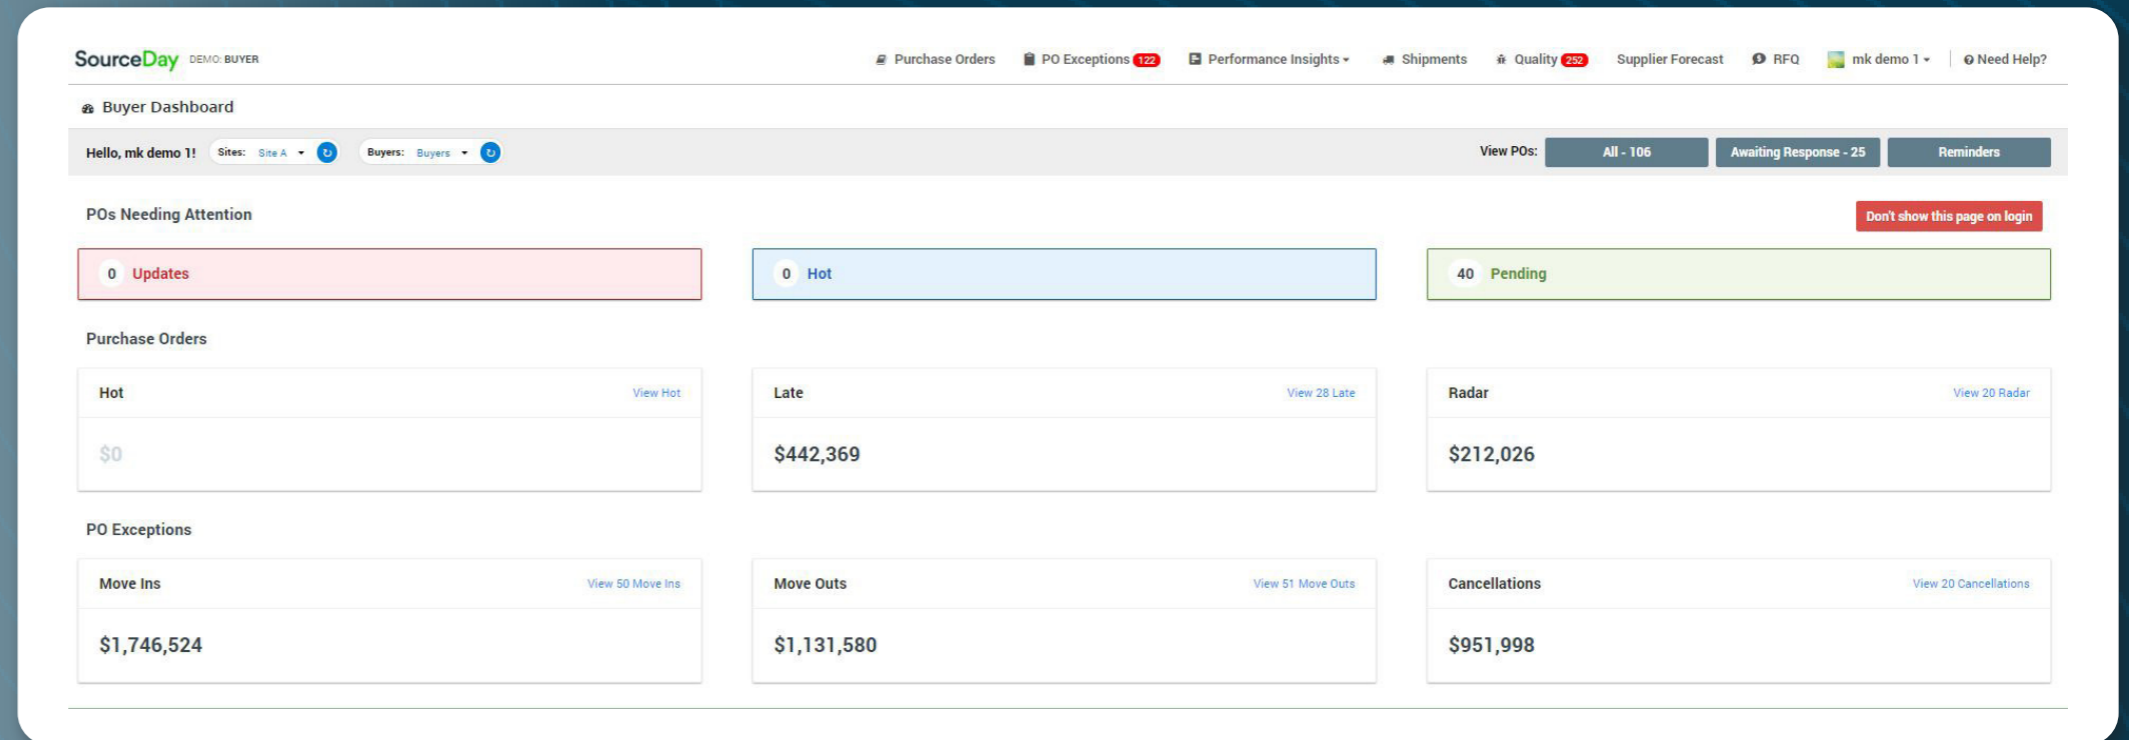 SourceDay DEMO: BUYER Purchase Orders PO Exceptions 122 Performance Insights Shipments Quality 252 Supplier Forecast RFQ mk demo 1 Need Help?
Buyer Dashboard
Hello, mk demo 1! Sites: Site A Buyers: Buyers View POs: All - 106 Awaiting Response - 25 Reminders
POs Needing Attention Don't show this page on login
0 Updates 0 Hot 40 Pending
Purchase Orders
Hot View Hot Late View 28 Late Radar View 20 Radar
$0 $442,369 $212,026
PO Exceptions
Move Ins View 50 Move Ins Move Outs View 51 Move Outs Cancellations View 20 Cancellations
$1,746,524 $1,131,580 $951,998